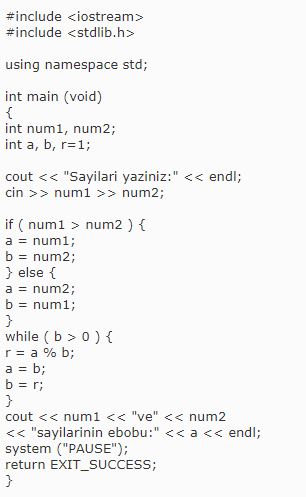 #include <iostream>
#include <stdlib.h>
using namespace std;
int main (void)
{
int num1, num2;
int a, b, r=1;
cout << "Sayilari yaziniz:" << endl;
cin >> num1 >> num2;
if ( num1 > num2 ) {
a = num1;
b = num2;
} else {
a = num2;
b = num1;
}
while ( b > 0 ) {
r = a % b;
a = b;
b = r;
}
cout << num1 << "ve" << num2
<< "sayilarinin ebobu:" << a << endl;
system ("PAUSE");
return EXIT_SUCCESS;
}